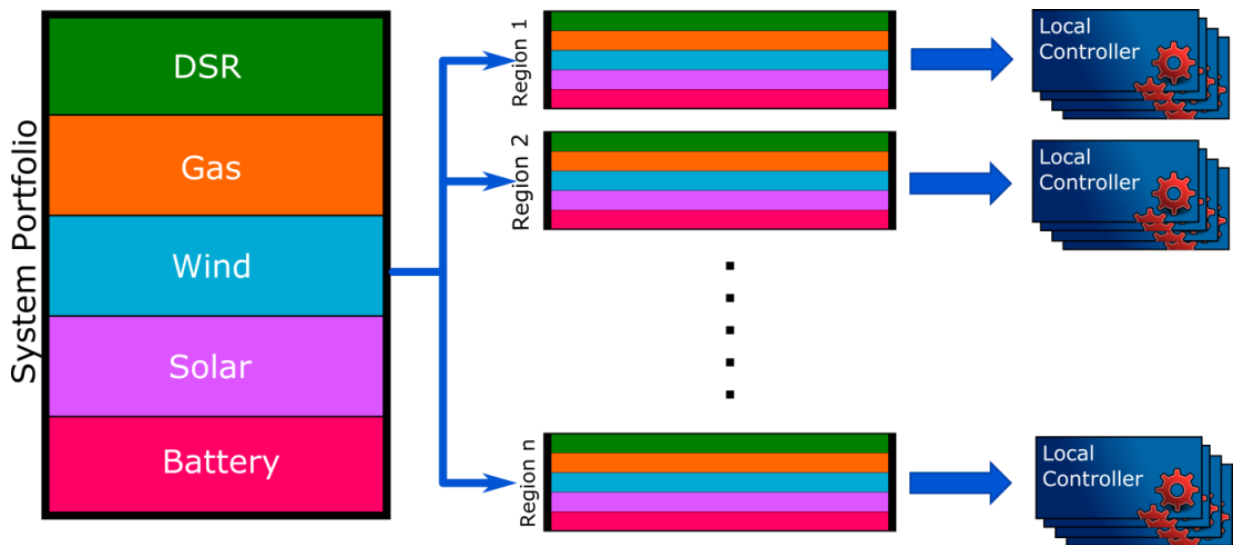 System Portfolio
DSR
Gas
Wind
Solar
Battery
Region 1
Local
Controller
Region 2
Local
Controller
Region n
Local
Controller